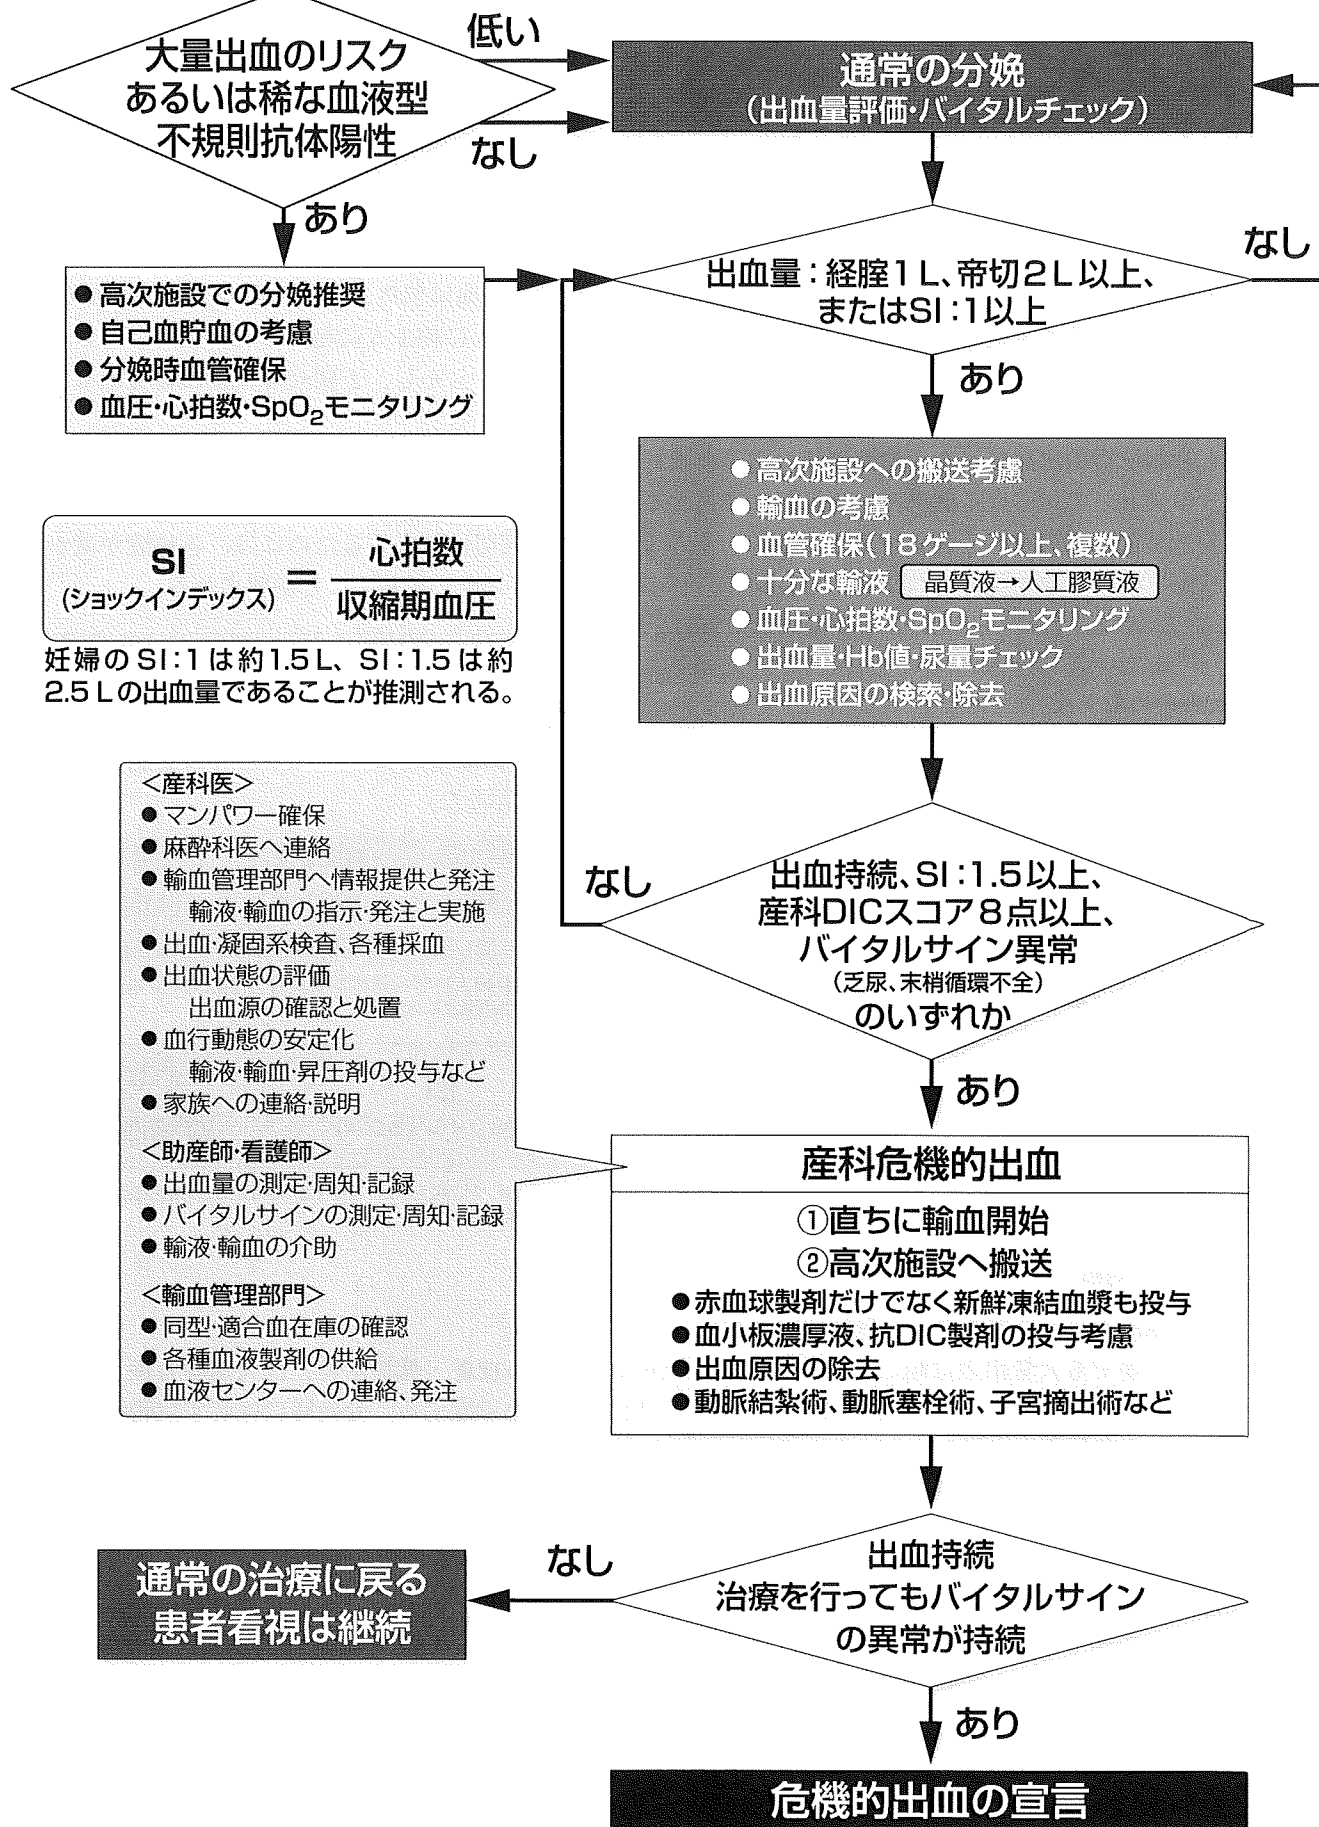 大量出血のリスク
あるいは稀な血液型
不規則抗体陽性
低い
なし
あり
通常の分娩
(出血量評価・バイタルチェック)
● 高次施設での分娩推奨
● 自己血貯血の考慮
● 分娩時血管確保
● 血圧・心拍数・SpO₂モニタリング
出血量：経腟1L、帝切2L以上、
またはSI：1以上
なし
あり
SI
(ショックインデックス)
=
心拍数
収縮期血圧
妊婦のSI：1は約1.5L、SI：1.5は約
2.5Lの出血量であることが推測される。
● 高次施設への搬送考慮
● 輸血の考慮
● 血管確保(18ゲージ以上、複数)
● 十分な輸液 晶質液→人工膠質液
● 血圧・心拍数・SpO₂モニタリング
● 出血量・Hb値・尿量チェック
● 出血原因の検索・除去
＜産科医＞
● マンパワー確保
● 麻酔科医へ連絡
● 輸血管理部門へ情報提供と発注
輸液・輸血の指示・発注と実施
● 出血・凝固系検査、各種採血
● 出血状態の評価
出血源の確認と処置
● 血行動態の安定化
輸液・輸血・昇圧剤の投与など
● 家族への連絡・説明
＜助産師・看護師＞
● 出血量の測定・周知・記録
● バイタルサインの測定・周知・記録
● 輸液・輸血の介助
＜輸血管理部門＞
● 同型・適合血在庫の確認
● 各種血液製剤の供給
● 血液センターへの連絡、発注
出血持続、SI：1.5以上、
産科DICスコア8点以上、
バイタルサイン異常
(乏尿、末梢循環不全)
のいずれか
なし
あり
産科危機的出血
①直ちに輸血開始
②高次施設へ搬送
● 赤血球製剤だけでなく新鮮凍結血漿も投与
● 血小板濃厚液、抗DIC製剤の投与考慮
● 出血原因の除去
● 動脈結紮術、動脈塞栓術、子宮摘出術など
出血持続
治療を行ってもバイタルサイン
の異常が持続
なし
通常の治療に戻る
患者看視は継続
あり
危機的出血の宣言